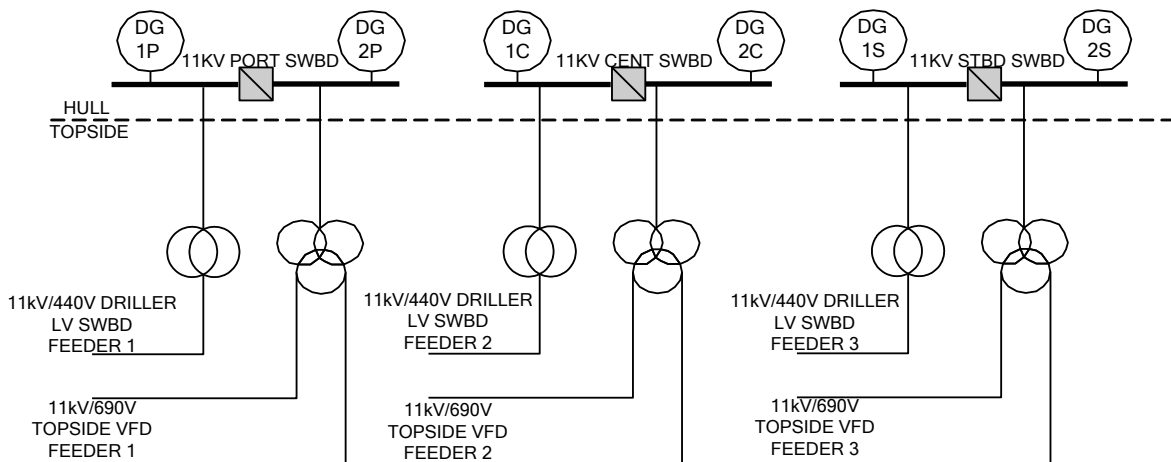 DG
1P
DG
2P
11KV PORT SWBD
DG
1C
DG
2C
11KV CENT SWBD
DG
1S
DG
2S
11KV STBD SWBD
HULL
TOPSIDE
11kV/440V DRILLER
LV SWBD
FEEDER 1
11kV/440V DRILLER
LV SWBD
FEEDER 2
11kV/440V DRILLER
LV SWBD
FEEDER 3
11kV/690V
TOPSIDE VFD
FEEDER 1
11kV/690V
TOPSIDE VFD
FEEDER 2
11kV/690V
TOPSIDE VFD
FEEDER 3